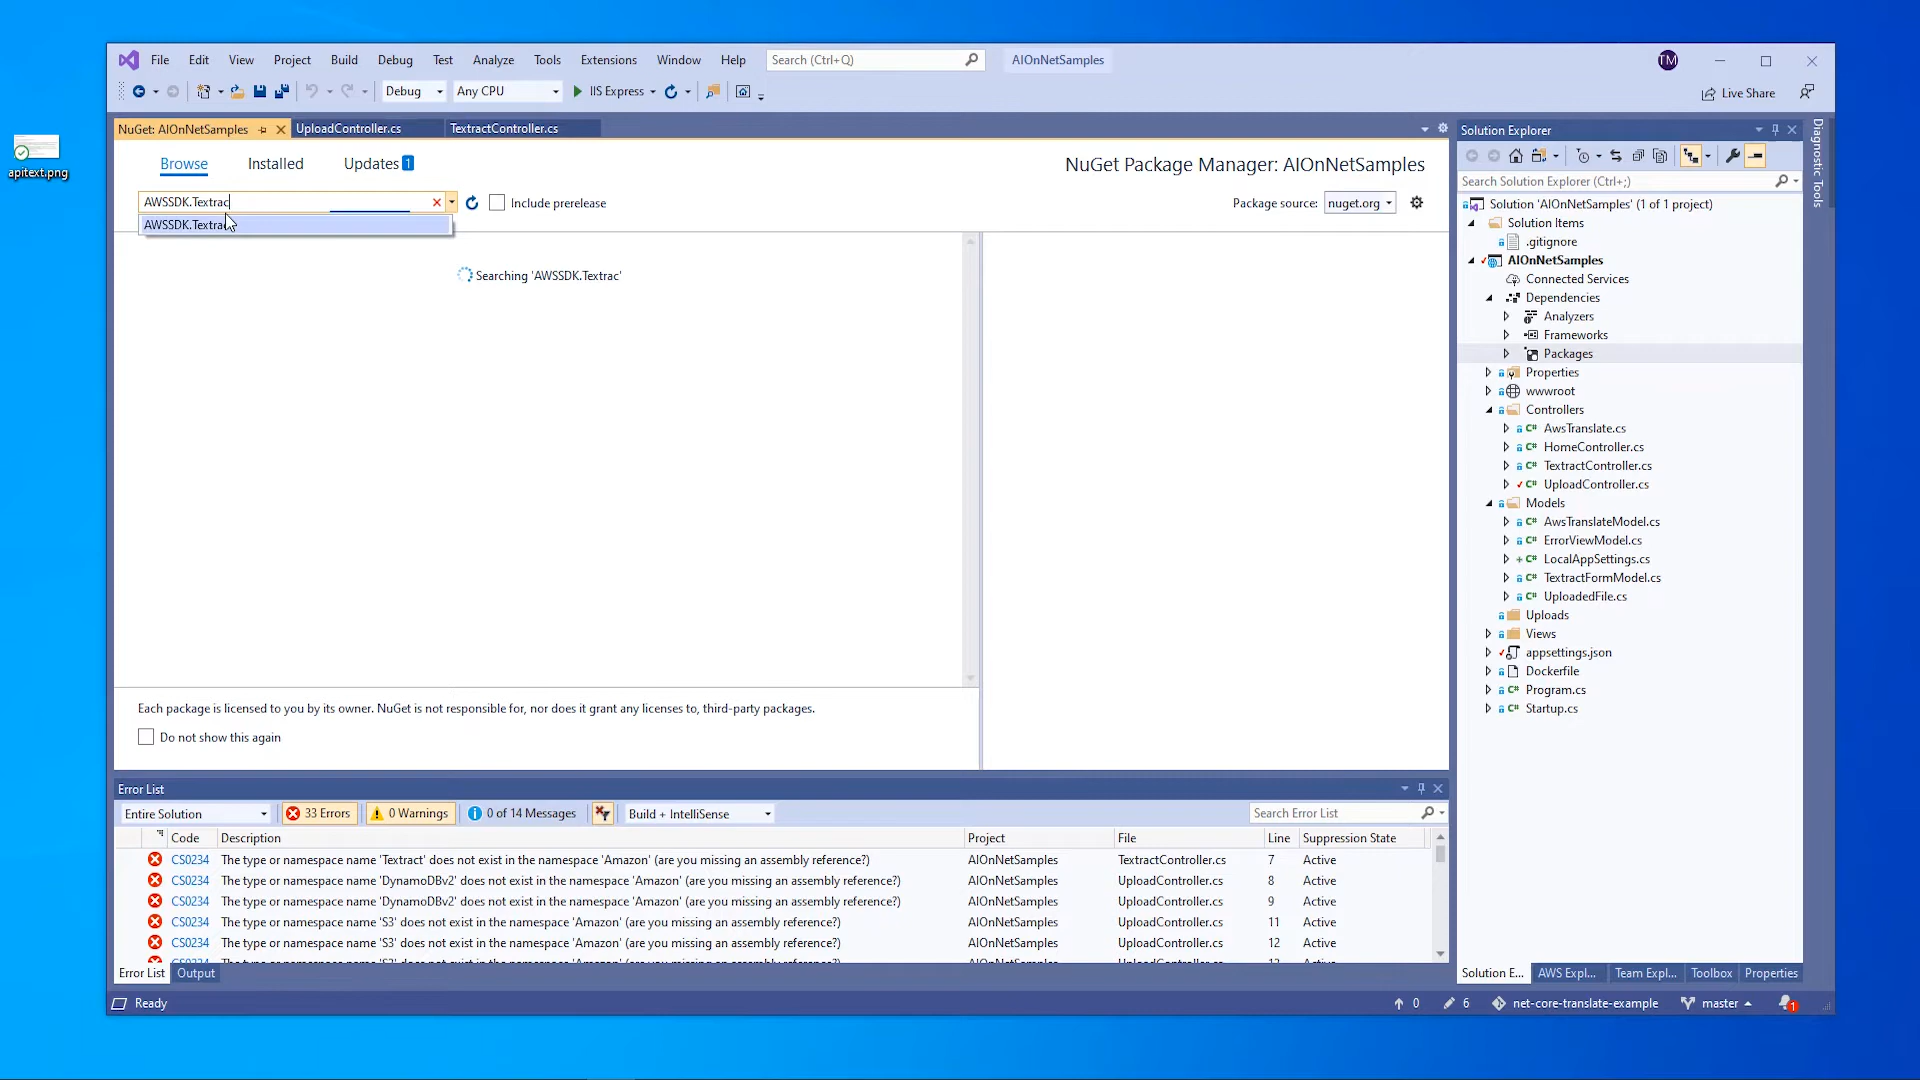 apitext.png
File Edit View Project Build Debug Test Analyze Tools Extensions Window Help Search (Ctrl+Q) AIOnNetSamples TM
Debug Any CPU IIS Express Live Share
NuGet: AIOnNetSamples UploadController.cs TextractController.cs
Browse Installed Updates 1 NuGet Package Manager: AIOnNetSamples
AWSSDK.Textrac Include prerelease Package source: nuget.org
AWSSDK.Textrac
Searching 'AWSSDK.Textrac'
Each package is licensed to you by its owner. NuGet is not responsible for, nor does it grant any licenses to, third-party packages.
Do not show this again
Solution Explorer
Search Solution Explorer (Ctrl+;)
Solution 'AIOnNetSamples' (1 of 1 project)
Solution Items
.gitignore
AIOnNetSamples
Connected Services
Dependencies
Analyzers
Frameworks
Packages
Properties
wwwroot
Controllers
AwsTranslate.cs
HomeController.cs
TextractController.cs
UploadController.cs
Models
AwsTranslateModel.cs
ErrorViewModel.cs
LocalAppSettings.cs
TextractFormModel.cs
UploadedFile.cs
Uploads
Views
appsettings.json
Dockerfile
Program.cs
Startup.cs
Solution E... AWS Expl... Team Expl... Toolbox Properties
Diagnostic Tools
Error List
Entire Solution 33 Errors 0 Warnings 0 of 14 Messages Build + IntelliSense Search Error List
Code Description Project File Line Suppression State
CS0234 The type or namespace name 'Textract' does not exist in the namespace 'Amazon' (are you missing an assembly reference?) AIOnNetSamples TextractController.cs 7 Active
CS0234 The type or namespace name 'DynamoDBv2' does not exist in the namespace 'Amazon' (are you missing an assembly reference?) AIOnNetSamples UploadController.cs 8 Active
CS0234 The type or namespace name 'DynamoDBv2' does not exist in the namespace 'Amazon' (are you missing an assembly reference?) AIOnNetSamples UploadController.cs 9 Active
CS0234 The type or namespace name 'S3' does not exist in the namespace 'Amazon' (are you missing an assembly reference?) AIOnNetSamples UploadController.cs 11 Active
CS0234 The type or namespace name 'S3' does not exist in the namespace 'Amazon' (are you missing an assembly reference?) AIOnNetSamples UploadController.cs 12 Active
Error List Output
Ready 0 6 net-core-translate-example master 1